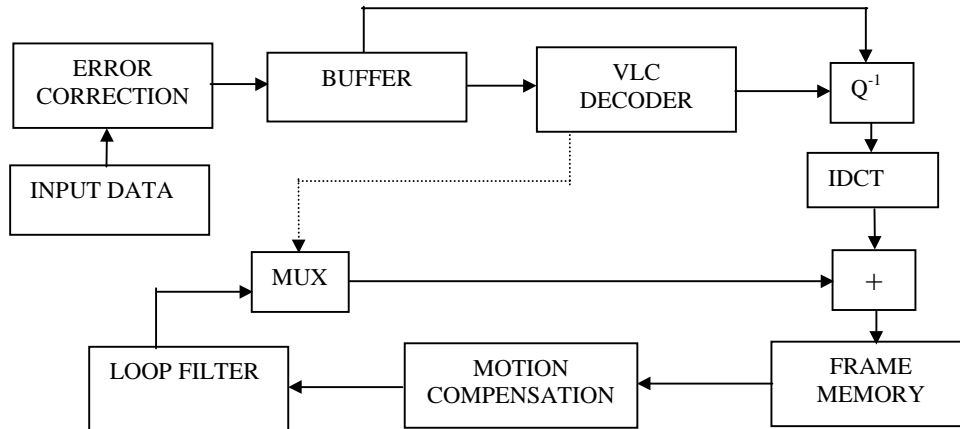 ERROR
CORRECTION
BUFFER
VLC
DECODER
Q-1
INPUT DATA
IDCT
MUX
+
LOOP FILTER
MOTION
COMPENSATION
FRAME
MEMORY